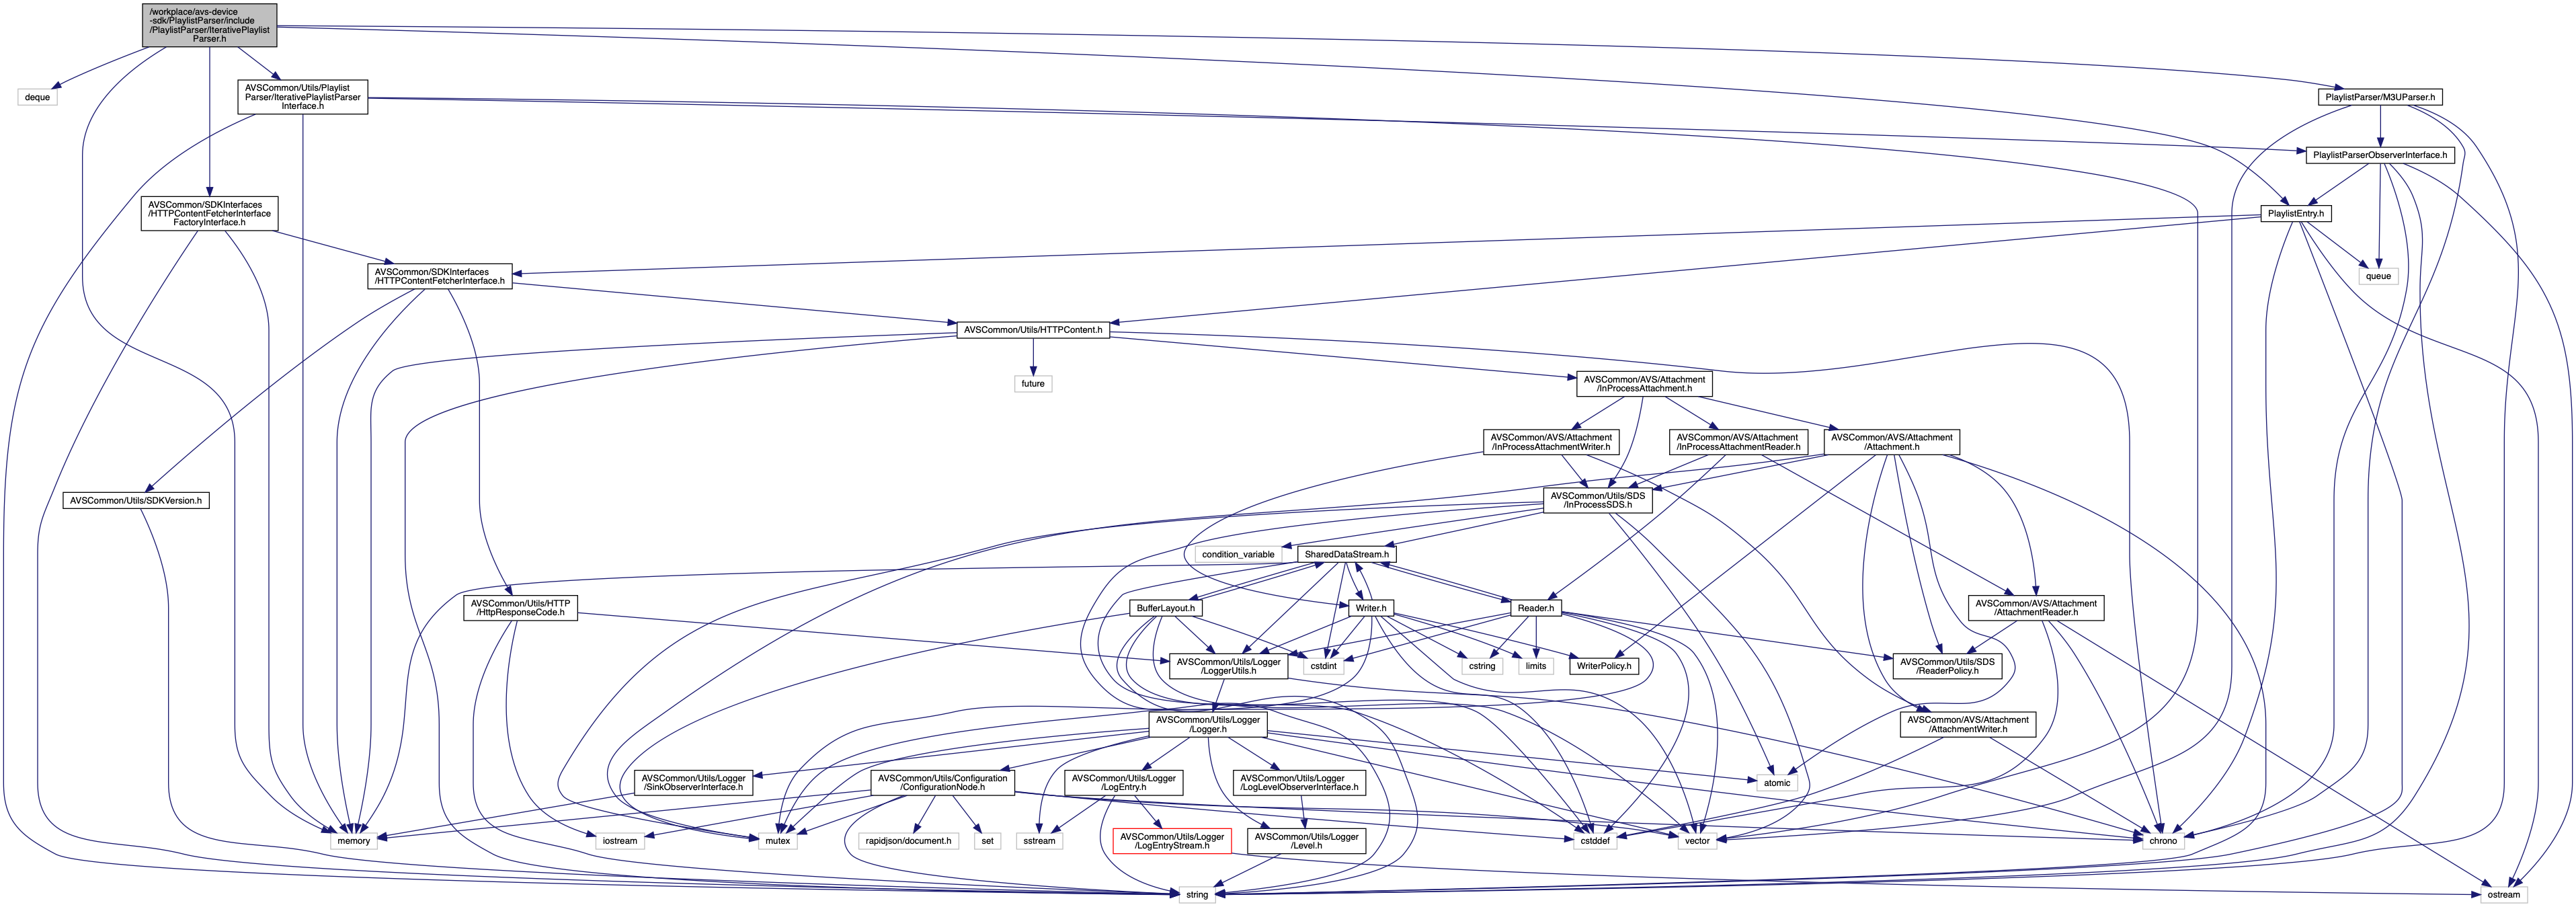 /workplace/avs-device
-sdk/PlaylistParser/include
/PlaylistParser/IterativePlaylist
Parser.h
deque
AVSCommon/Utils/Playlist
Parser/IterativePlaylistParser
Interface.h
PlaylistParser/M3UParser.h
PlaylistParserObserverInterface.h
AVSCommon/SDKInterfaces
/HTTPContentFetcherInterface
FactoryInterface.h
PlaylistEntry.h
AVSCommon/SDKInterfaces
/HTTPContentFetcherInterface.h
queue
AVSCommon/Utils/HTTPContent.h
future
AVSCommon/AVS/Attachment
/InProcessAttachment.h
AVSCommon/AVS/Attachment
/InProcessAttachmentWriter.h
AVSCommon/AVS/Attachment
/InProcessAttachmentReader.h
AVSCommon/AVS/Attachment
/Attachment.h
AVSCommon/Utils/SDKVersion.h
AVSCommon/Utils/SDS
/InProcessSDS.h
condition_variable
SharedDataStream.h
AVSCommon/Utils/HTTP
/HttpResponseCode.h
BufferLayout.h
Writer.h
Reader.h
AVSCommon/AVS/Attachment
/AttachmentReader.h
AVSCommon/Utils/Logger
/LoggerUtils.h
cstdint
cstring
limits
WriterPolicy.h
AVSCommon/Utils/SDS
/ReaderPolicy.h
AVSCommon/Utils/Logger
/Logger.h
AVSCommon/AVS/Attachment
/AttachmentWriter.h
AVSCommon/Utils/Logger
/SinkObserverInterface.h
AVSCommon/Utils/Configuration
/ConfigurationNode.h
AVSCommon/Utils/Logger
/LogEntry.h
AVSCommon/Utils/Logger
/LogLevelObserverInterface.h
atomic
memory
iostream
mutex
rapidjson/document.h
set
sstream
AVSCommon/Utils/Logger
/LogEntryStream.h
AVSCommon/Utils/Logger
/Level.h
cstddef
vector
chrono
string
ostream